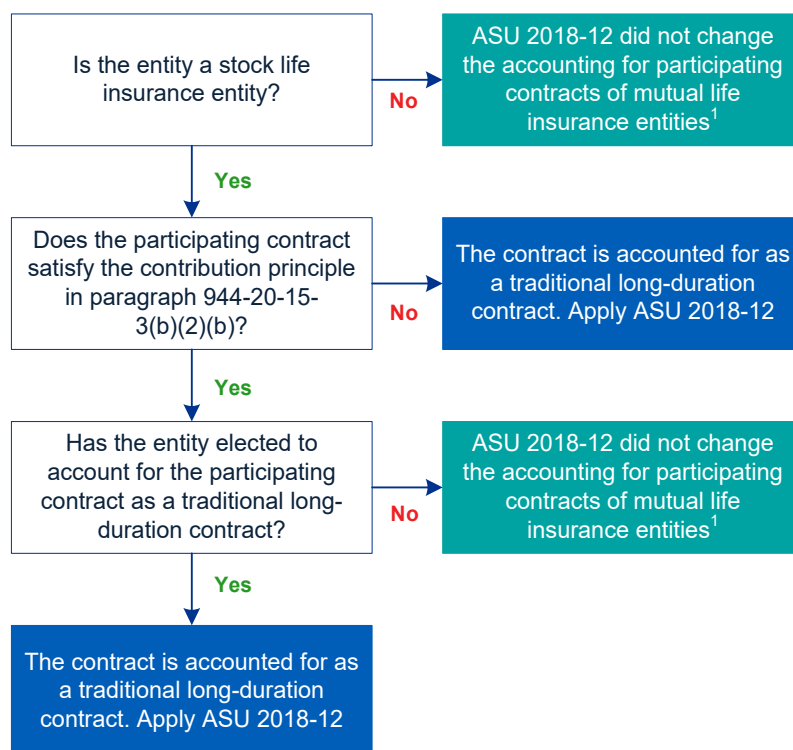 Is the entity a stock life
insurance entity?
No
ASU 2018-12 did not change
the accounting for participating
contracts of mutual life
insurance entities1
Yes
Does the participating contract
satisfy the contribution principle
in paragraph 944-20-15-
3(b)(2)(b)?
No
The contract is accounted for as
a traditional long-duration
contract. Apply ASU 2018-12
Yes
Has the entity elected to
account for the participating
contract as a traditional long-
duration contract?
No
ASU 2018-12 did not change
the accounting for participating
contracts of mutual life
insurance entities1
Yes
The contract is accounted for as
a traditional long-duration
contract. Apply ASU 2018-12